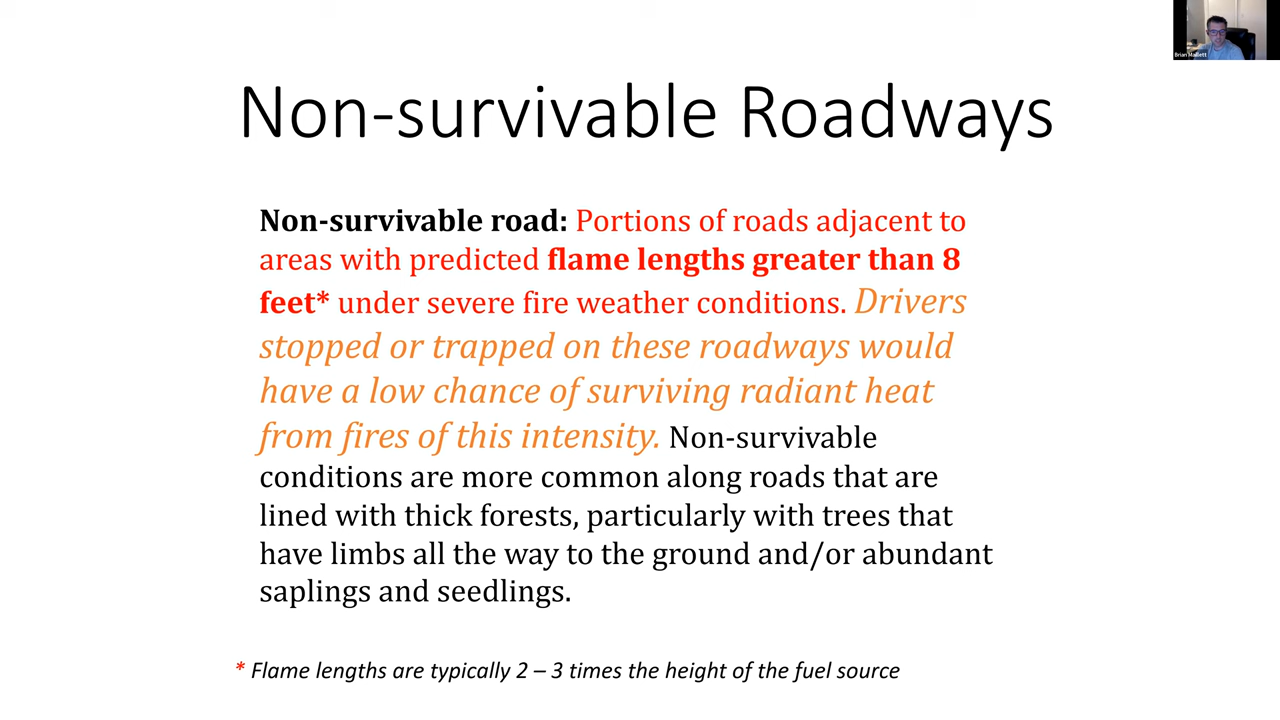 Non-survivable Roadways
Non-survivable road: Portions of roads adjacent to
areas with predicted flame lengths greater than 8
feet* under severe fire weather conditions. Drivers
stopped or trapped on these roadways would
have a low chance of surviving radiant heat
from fires of this intensity. Non-survivable
conditions are more common along roads that are
lined with thick forests, particularly with trees that
have limbs all the way to the ground and/or abundant
saplings and seedlings.
* Flame lengths are typically 2 – 3 times the height of the fuel source
Brian